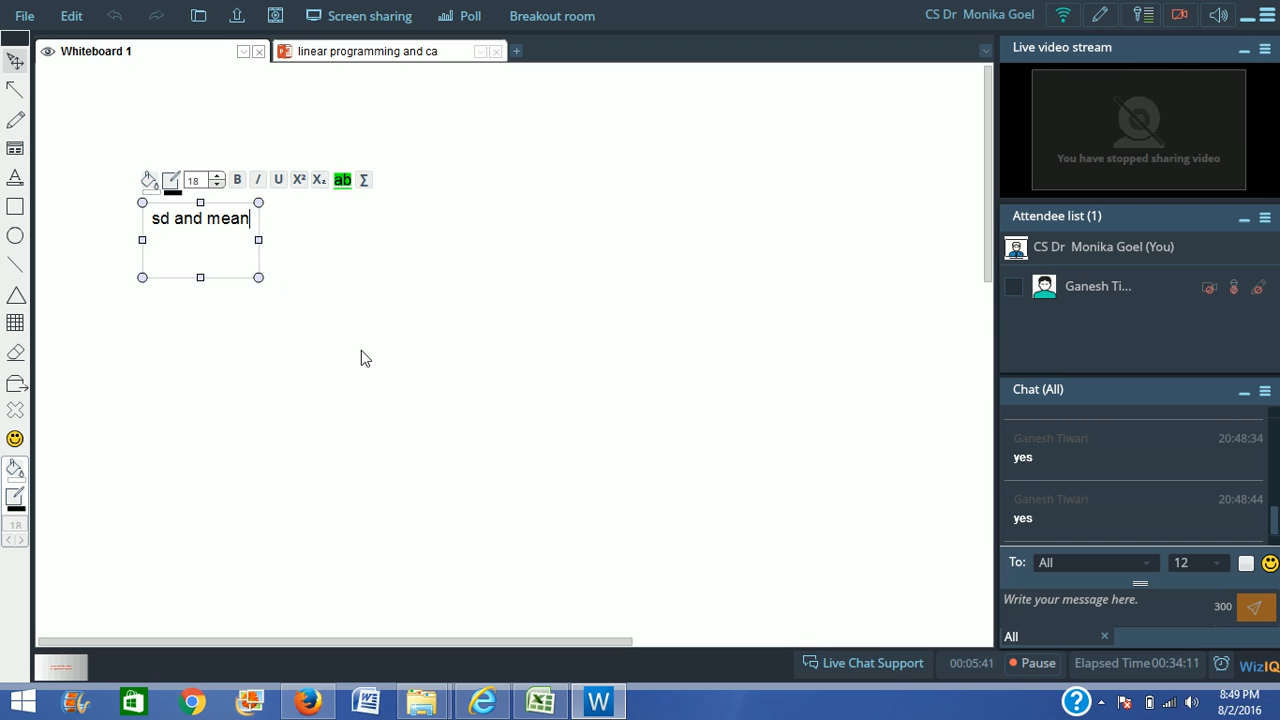 File Edit Screen sharing Poll Breakout room CS Dr Monika Goel
Whiteboard 1 linear programming and ca
18 B I U X² X₂ ab Σ
sd and mean
18
Live video stream
You have stopped sharing video
Attendee list (1)
CS Dr Monika Goel (You)
Ganesh Ti...
Chat (All)
Ganesh Tiwari 20:48:34
yes
Ganesh Tiwari 20:48:44
yes
To: All 12
Write your message here. 300
All
Live Chat Support 00:05:41 Pause Elapsed Time 00:34:11 WizIQ
8:49 PM
8/2/2016